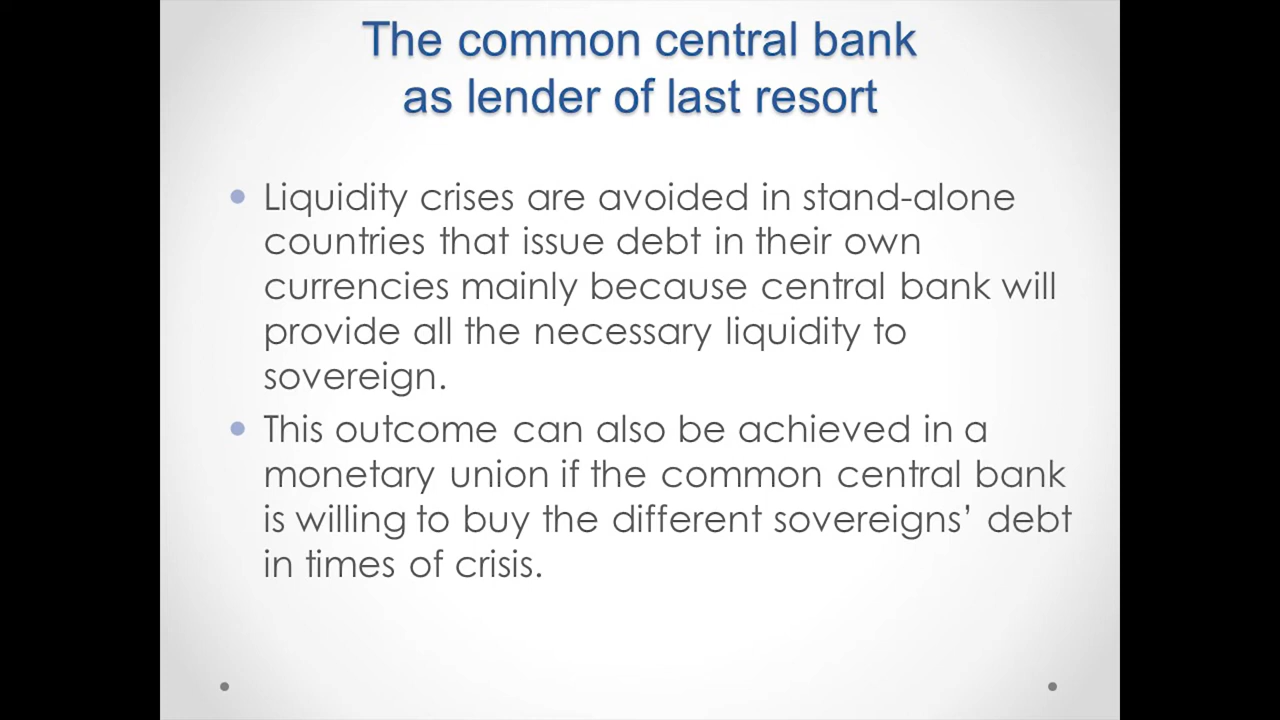 The common central bank
as lender of last resort
• Liquidity crises are avoided in stand-alone
countries that issue debt in their own
currencies mainly because central bank will
provide all the necessary liquidity to
sovereign.
• This outcome can also be achieved in a
monetary union if the common central bank
is willing to buy the different sovereigns’ debt
in times of crisis.